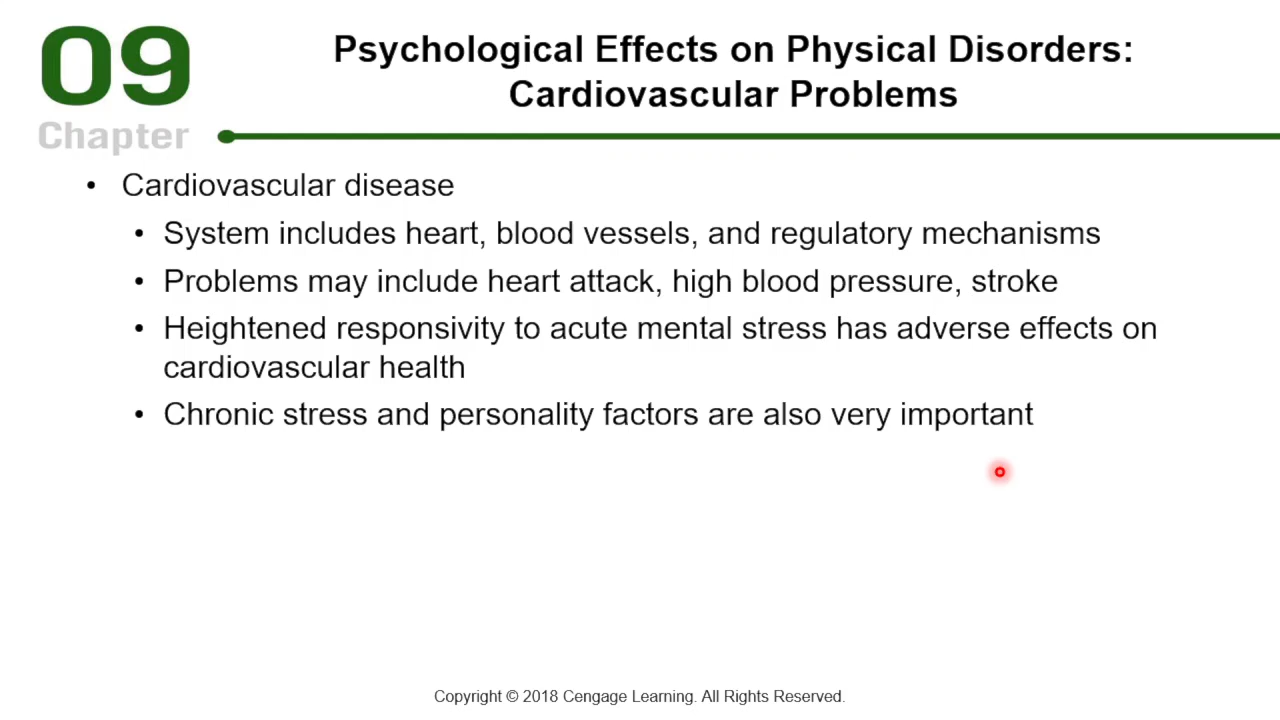 09
Chapter
Psychological Effects on Physical Disorders:
Cardiovascular Problems
• Cardiovascular disease
• System includes heart, blood vessels, and regulatory mechanisms
• Problems may include heart attack, high blood pressure, stroke
• Heightened responsivity to acute mental stress has adverse effects on
cardiovascular health
• Chronic stress and personality factors are also very important
Copyright © 2018 Cengage Learning. All Rights Reserved.